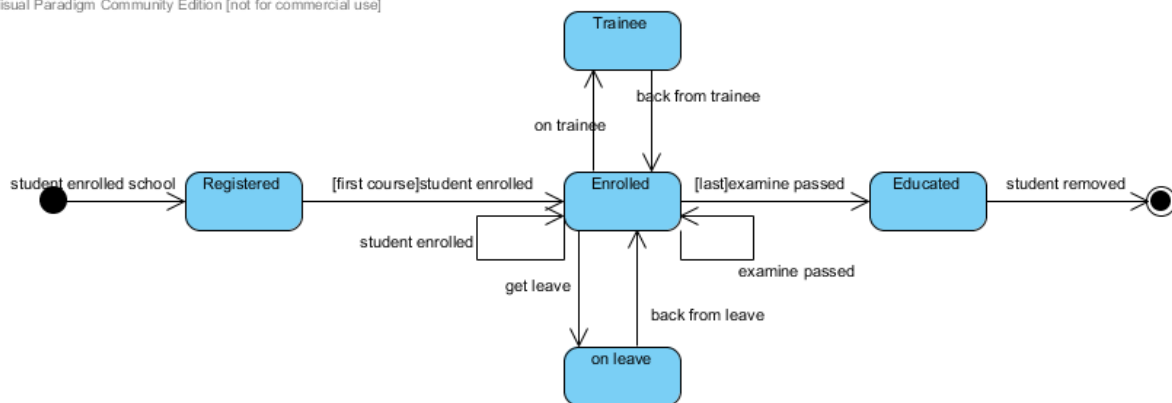 isual Paradigm Community Edition [not for commercial use]
Trainee
back from trainee
on trainee
student enrolled school
Registered
[first course]student enrolled
Enrolled
[last]examine passed
Educated
student removed
student enrolled
examine passed
get leave
back from leave
on leave